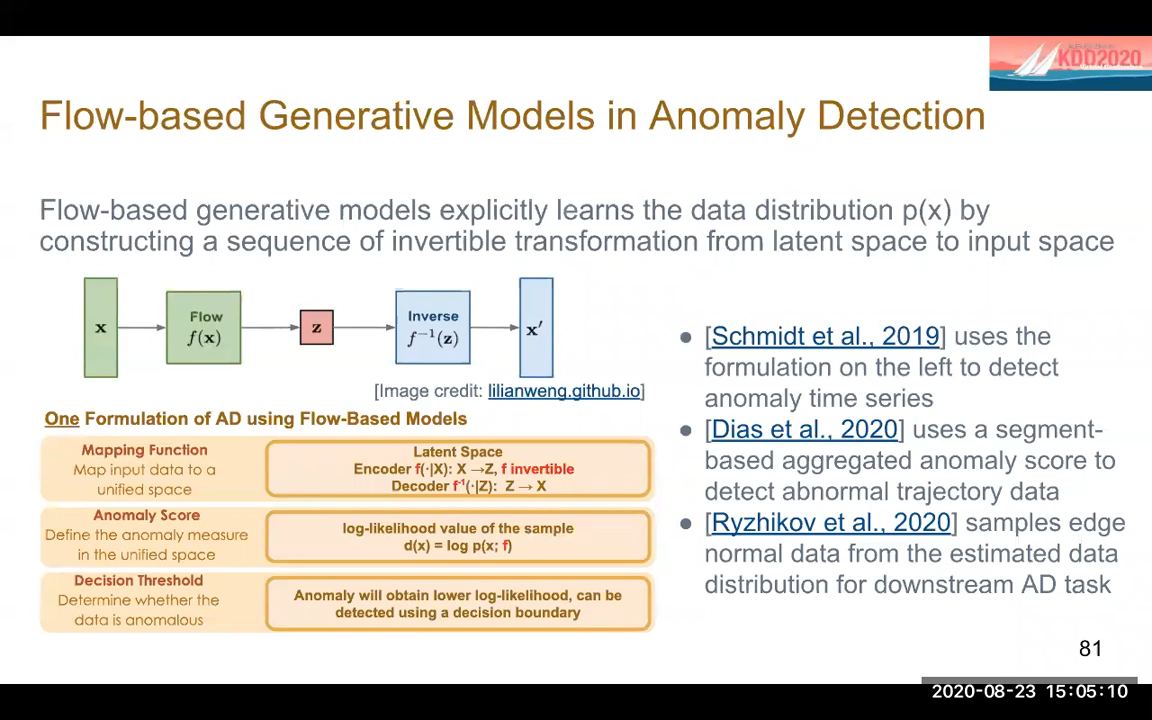 KDD2020
Flow-based Generative Models in Anomaly Detection
Flow-based generative models explicitly learns the data distribution p(x) by
constructing a sequence of invertible transformation from latent space to input space
x
Flow
f(x)
z
Inverse
f⁻¹(z)
x′
[Image credit: lilianweng.github.io]
One Formulation of AD using Flow-Based Models
Mapping Function
Map input data to a
unified space
Latent Space
Encoder f(·|X): X →Z, f invertible
Decoder f⁻¹(·|Z): Z → X
Anomaly Score
Define the anomaly measure
in the unified space
log-likelihood value of the sample
d(x) = log p(x; f)
Decision Threshold
Determine whether the
data is anomalous
Anomaly will obtain lower log-likelihood, can be
detected using a decision boundary
● [Schmidt et al., 2019] uses the
formulation on the left to detect
anomaly time series
● [Dias et al., 2020] uses a segment-
based aggregated anomaly score to
detect abnormal trajectory data
● [Ryzhikov et al., 2020] samples edge
normal data from the estimated data
distribution for downstream AD task
81
2020-08-23 15:05:10